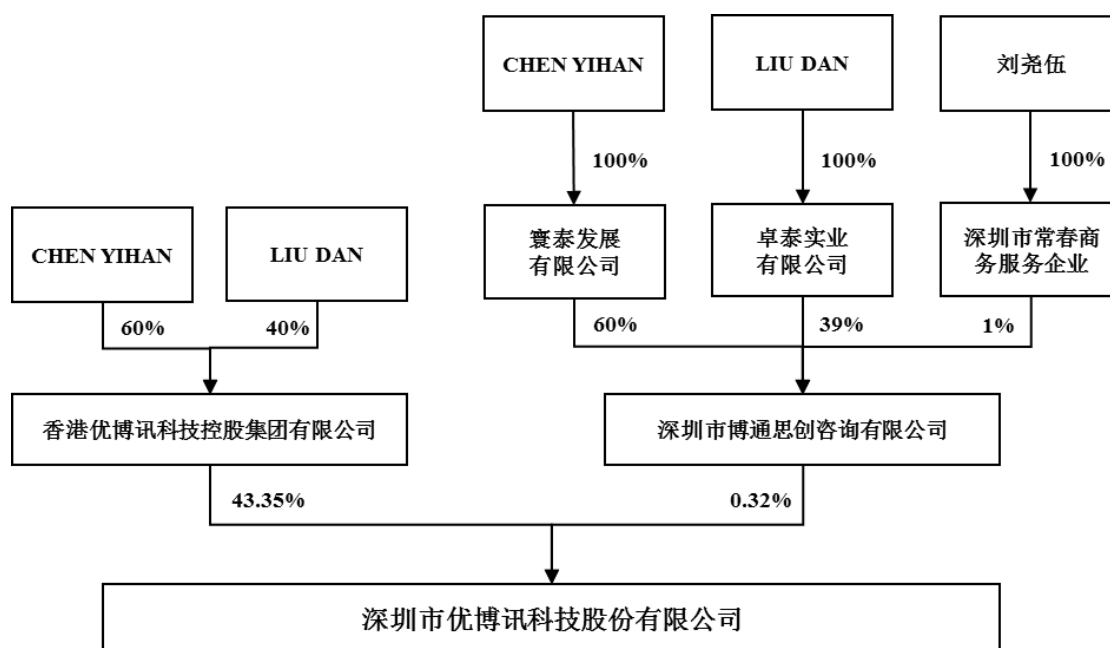 CHEN YIHAN
LIU DAN
刘尧伍
100%
100%
100%
CHEN YIHAN
LIU DAN
寰泰发展
有限公司
卓泰实业
有限公司
深圳市常春商
务服务企业
60%
40%
60%
39%
1%
香港优博讯科技控股集团有限公司
深圳市博通思创咨询有限公司
43.35%
0.32%
深圳市优博讯科技股份有限公司